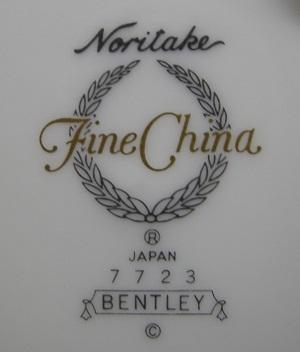 Noritake
Fine China
®
JAPAN
7723
BENTLEY
©